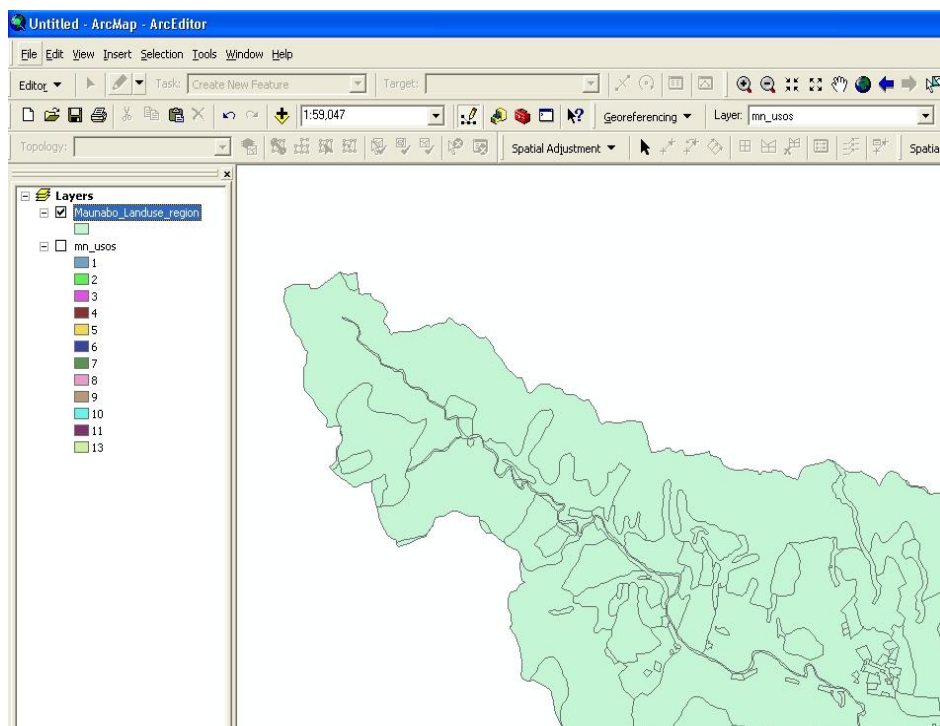 Untitled - ArcMap - ArcEditor
File Edit View Insert Selection Tools Window Help
Editor Task: Create New Feature Target:
1:59,047 Georeferencing Layer: mn_usos
Topology: Spatial Adjustment Spatia
Layers
Maunabo_Landuse_region
mn_usos
1
2
3
4
5
6
7
8
9
10
11
13